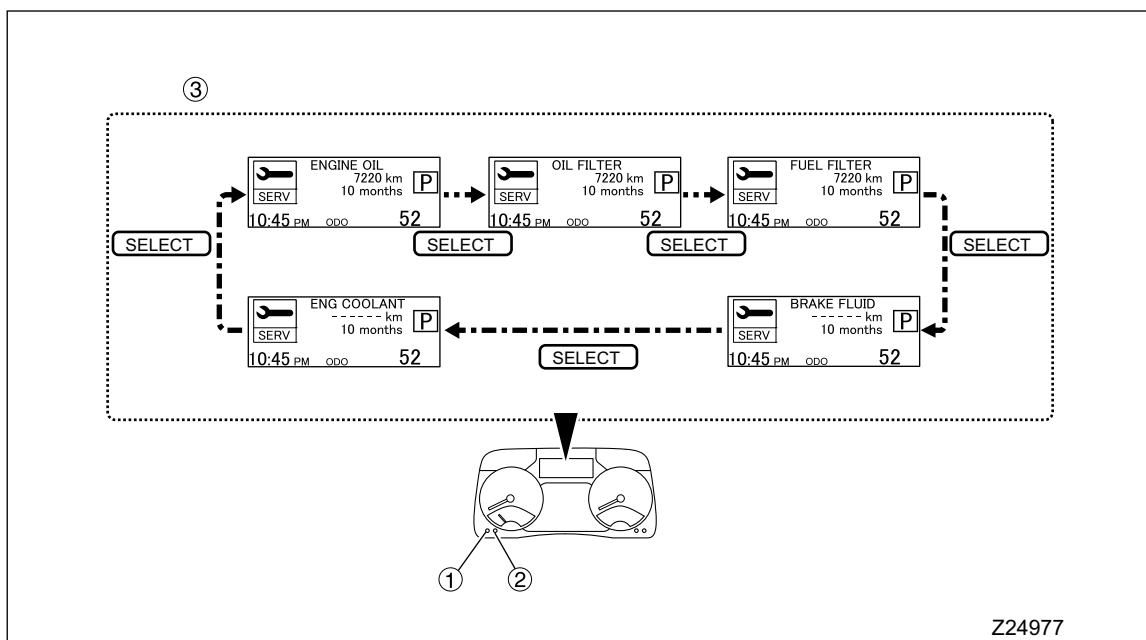 ③
ENGINE OIL
7220 km
10 months
P
SERV
10:45 PM ODO 52
OIL FILTER
7220 km
10 months
P
SERV
10:45 PM ODO 52
FUEL FILTER
7220 km
10 months
P
SERV
10:45 PM ODO 52
SELECT
SELECT
SELECT
SELECT
ENG COOLANT
- - - - - - km
10 months
P
SERV
10:45 PM ODO 52
SELECT
BRAKE FLUID
- - - - - - km
10 months
P
SERV
10:45 PM ODO 52
① ②
Z24977